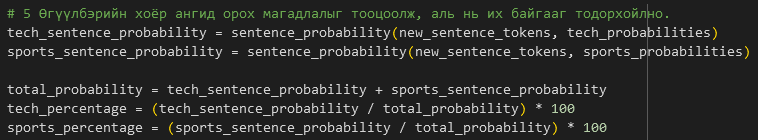 # 5 Өгүүлбэрийн хоёр ангид орох магадлалыг тооцоолж, аль нь их байгааг тодорхойлно.
tech_sentence_probability = sentence_probability(new_sentence_tokens, tech_probabilities)
sports_sentence_probability = sentence_probability(new_sentence_tokens, sports_probabilities)
total_probability = tech_sentence_probability + sports_sentence_probability
tech_percentage = (tech_sentence_probability / total_probability) * 100
sports_percentage = (sports_sentence_probability / total_probability) * 100